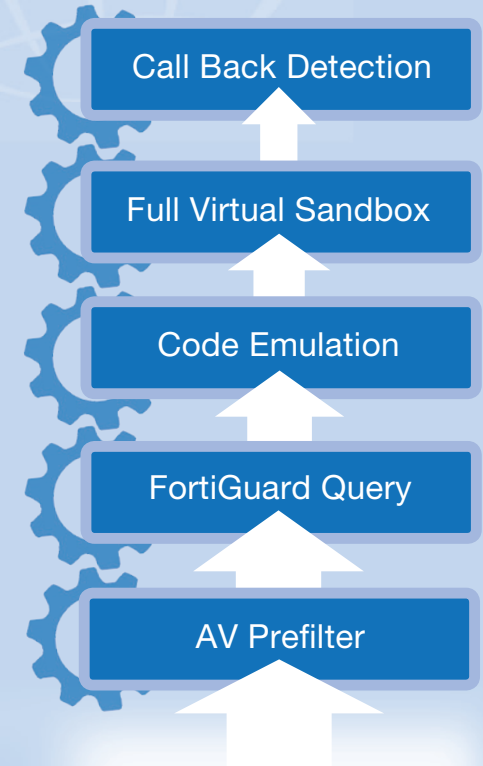 Call Back Detection
Full Virtual Sandbox
Code Emulation
FortiGuard Query
AV Prefilter